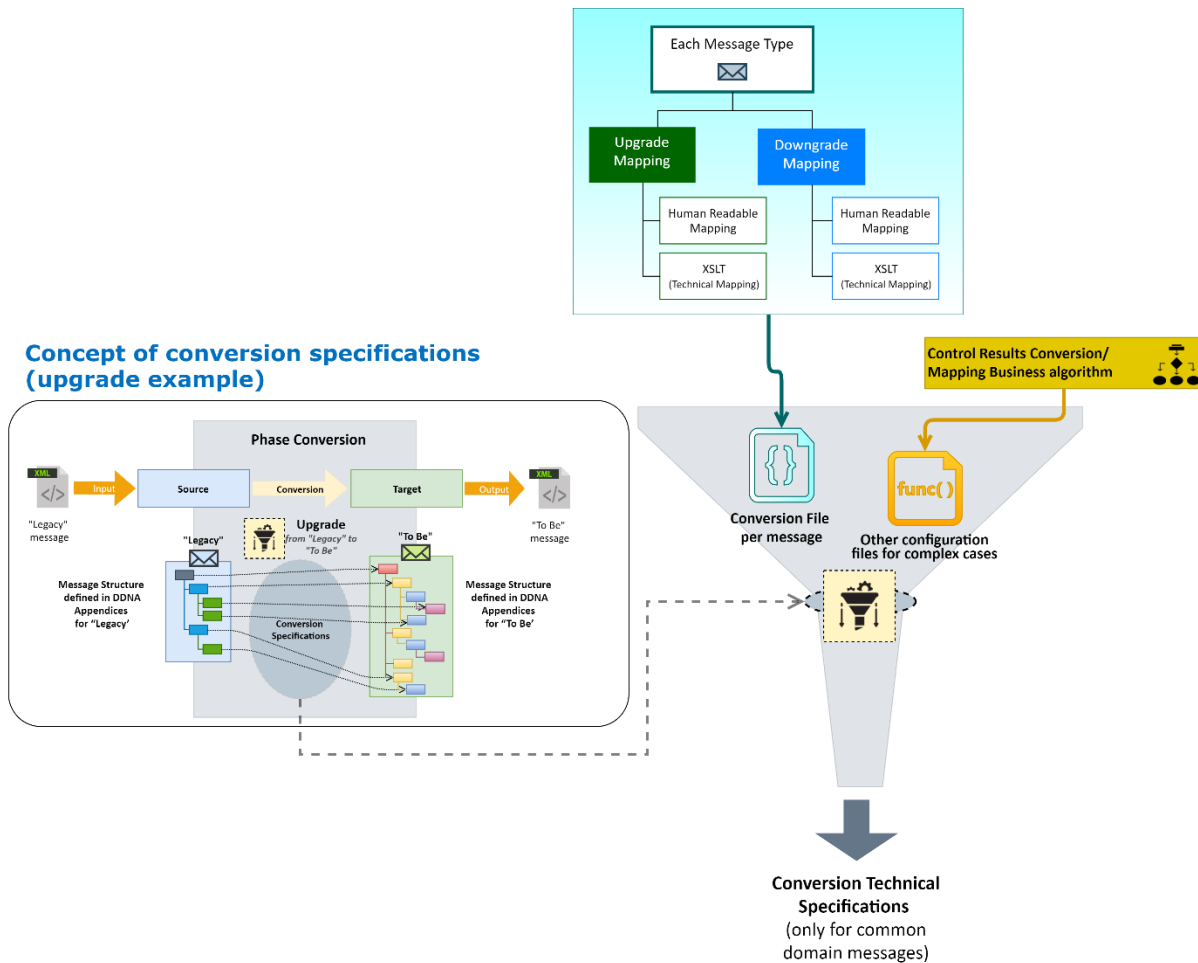 Each Message Type
Upgrade
Mapping
Downgrade
Mapping
Human Readable
Mapping
Human Readable
Mapping
XSLT
(Technical Mapping)
XSLT
(Technical Mapping)
Concept of conversion specifications
(upgrade example)
Control Results Conversion/
Mapping Business algorithm
Phase Conversion
XML
</>
Input
Source
Conversion
Target
Output
XML
</>
"Legacy"
message
"To Be"
message
Upgrade
from "Legacy" to
"To Be"
"Legacy"
"To Be"
Message Structure
defined in DDNA
Appendices
for “Legacy’
Message Structure
defined in DDNA
Appendices
for “To Be’
Conversion
Specifications
{ }
func( )
Conversion File
per message
Other configuration
files for complex cases
Conversion Technical
Specifications
(only for common
domain messages)